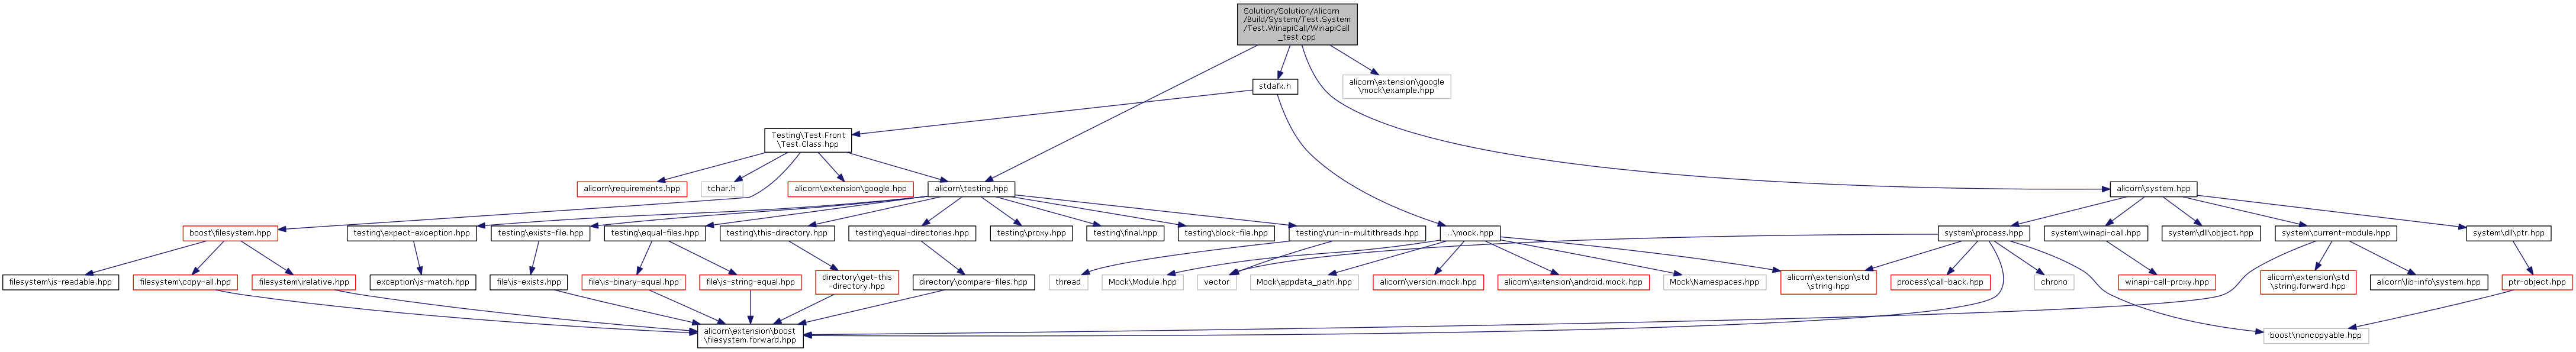 Solution/Solution/Alicorn
/Build/System/Test.System
/Test.WinapiCall/WinapiCall
_test.cpp
stdafx.h
alicorn\extension\google
\mock\example.hpp
Testing\Test.Front
\Test.Class.hpp
alicorn\requirements.hpp
tchar.h
alicorn\extension\google.hpp
alicorn\testing.hpp
alicorn\system.hpp
boost\filesystem.hpp
testing\expect-exception.hpp
testing\exists-file.hpp
testing\equal-files.hpp
testing\this-directory.hpp
testing\equal-directories.hpp
testing\proxy.hpp
testing\final.hpp
testing\block-file.hpp
testing\run-in-multithreads.hpp
..\mock.hpp
system\process.hpp
system\winapi-call.hpp
system\dll\object.hpp
system\current-module.hpp
system\dll\ptr.hpp
filesystem\is-readable.hpp
filesystem\copy-all.hpp
filesystem\relative.hpp
exception\is-match.hpp
file\is-exists.hpp
file\is-binary-equal.hpp
file\is-string-equal.hpp
directory\get-this
-directory.hpp
directory\compare-files.hpp
thread
Mock\Module.hpp
vector
Mock\appdata_path.hpp
alicorn\version.mock.hpp
alicorn\extension\android.mock.hpp
Mock\Namespaces.hpp
alicorn\extension\std
\string.hpp
process\call-back.hpp
chrono
winapi-call-proxy.hpp
alicorn\extension\std
\string.forward.hpp
alicorn\lib-info\system.hpp
ptr-object.hpp
alicorn\extension\boost
\filesystem.forward.hpp
boost\noncopyable.hpp